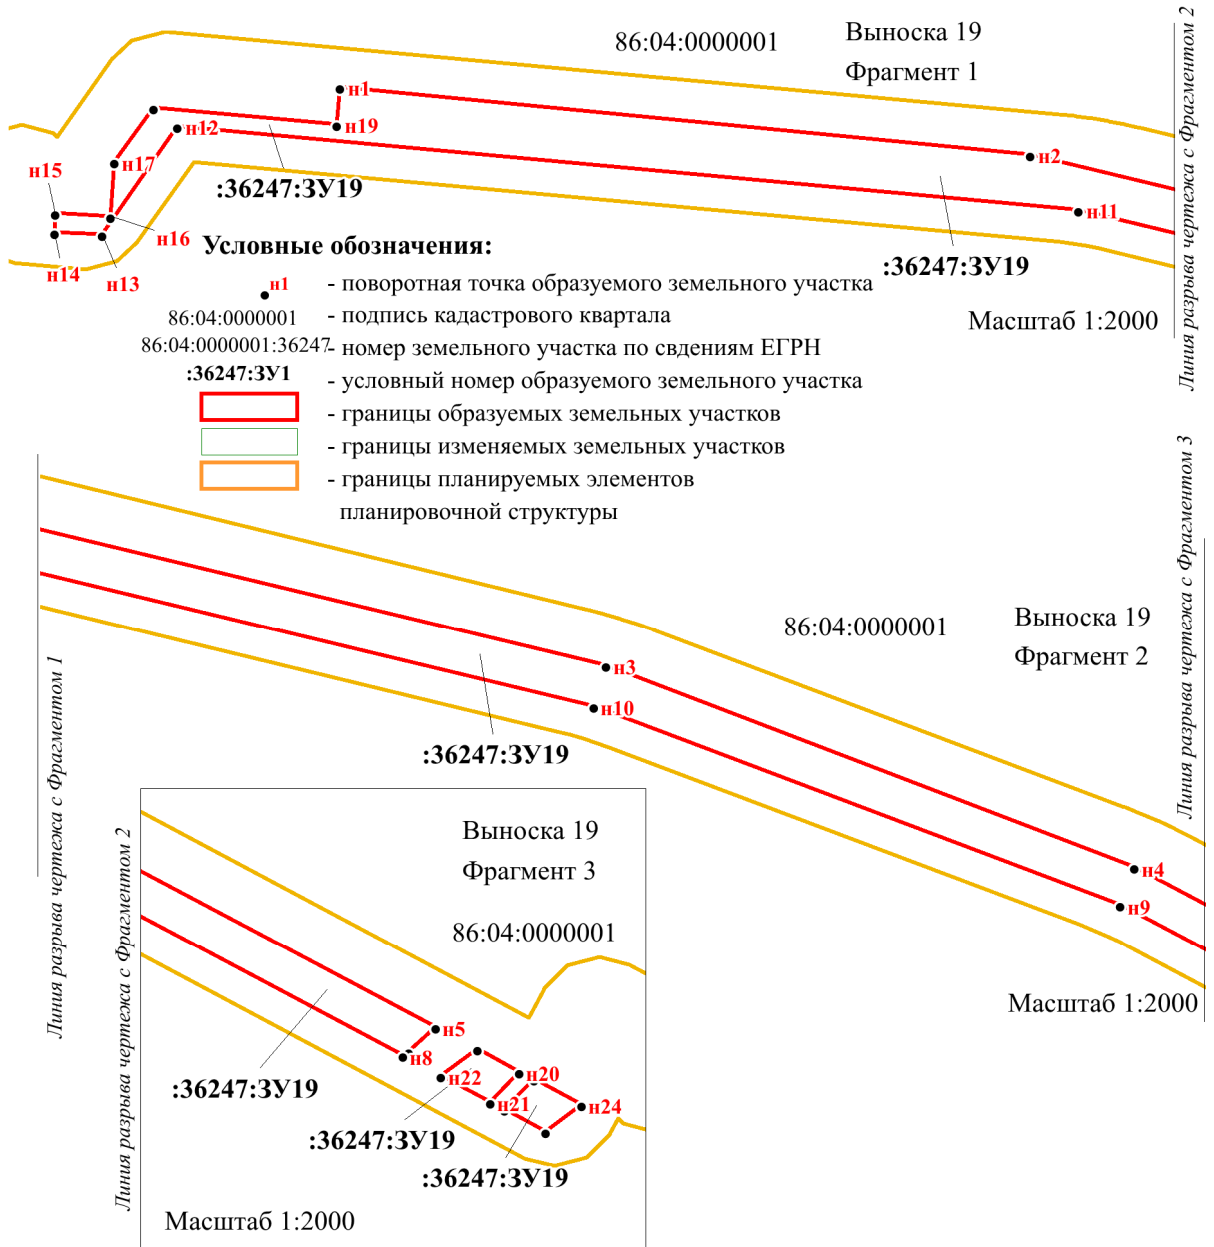 86:04:0000001
Выноска 19
Фрагмент 1
Линия разрыва чертежа с Фрагментом 2
н1
н19
н12
н2
н17
н15
:36247:ЗУ19
н11
н16
н14
н13
:36247:ЗУ19
Масштаб 1:2000
Условные обозначения:
н1
- поворотная точка образуемого земельного участка
86:04:0000001
- подпись кадастрового квартала
86:04:0000001:36247
- номер земельного участка по свдениям ЕГРН
:36247:ЗУ1
- условный номер образуемого земельного участка
- границы образуемых земельных участков
- границы изменяемых земельных участков
- границы планируемых элементов
планировочной структуры
Линия разрыва чертежа с Фрагментом 3
86:04:0000001
Выноска 19
Фрагмент 2
Линия разрыва чертежа с Фрагментом 1
н3
н10
:36247:ЗУ19
н4
н9
Масштаб 1:2000
Линия разрыва чертежа с Фрагментом 2
Выноска 19
Фрагмент 3
86:04:0000001
н5
н8
н22
н20
н21
н24
:36247:ЗУ19
:36247:ЗУ19
:36247:ЗУ19
Масштаб 1:2000